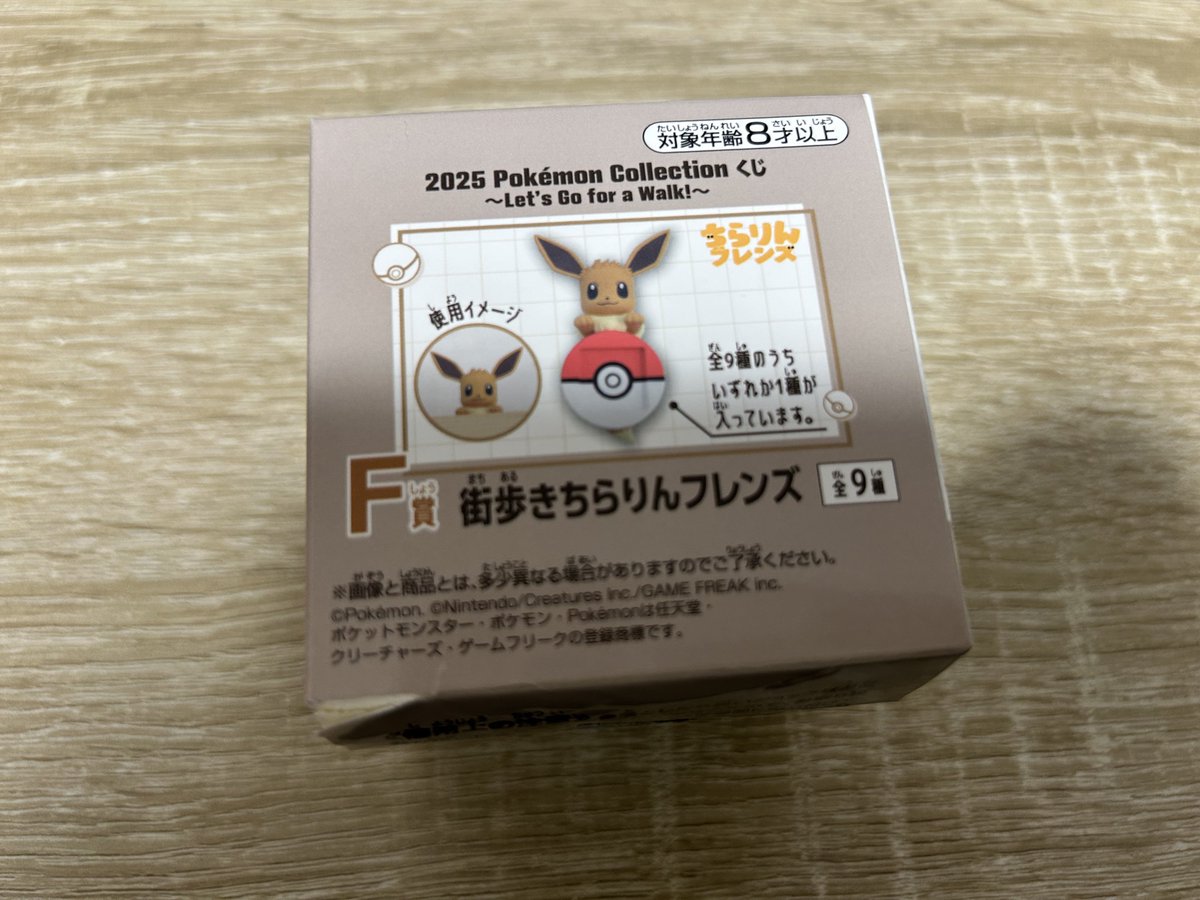 対象年齢8才以上
2025 Pokémon Collection くじ
～Let's Go for a Walk!～
ちらりん
フレンズ
使用イメージ
全9種のうち
いずれか1種が
入っています。
F賞 街歩きちらりんフレンズ 全9種
※画像と商品とは、多少異なる場合がありますのでご了承ください。
©Pokémon. ©Nintendo/Creatures Inc./GAME FREAK inc.
ポケットモンスター・ポケモン・Pokémonは任天堂・
クリーチャーズ・ゲームフリークの登録商標です。